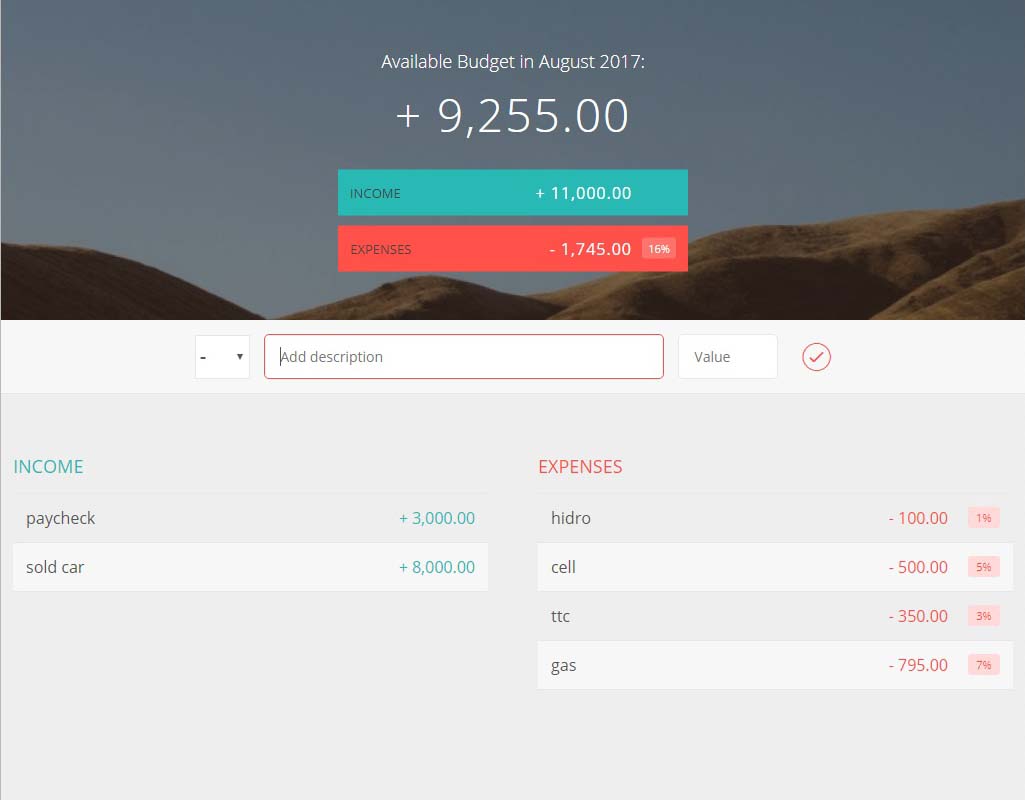 Available Budget in August 2017:
+ 9,255.00
INCOME + 11,000.00
EXPENSES - 1,745.00 16%
- Add description Value
INCOME
paycheck + 3,000.00
sold car + 8,000.00
EXPENSES
hidro - 100.00 1%
cell - 500.00 5%
ttc - 350.00 3%
gas - 795.00 7%